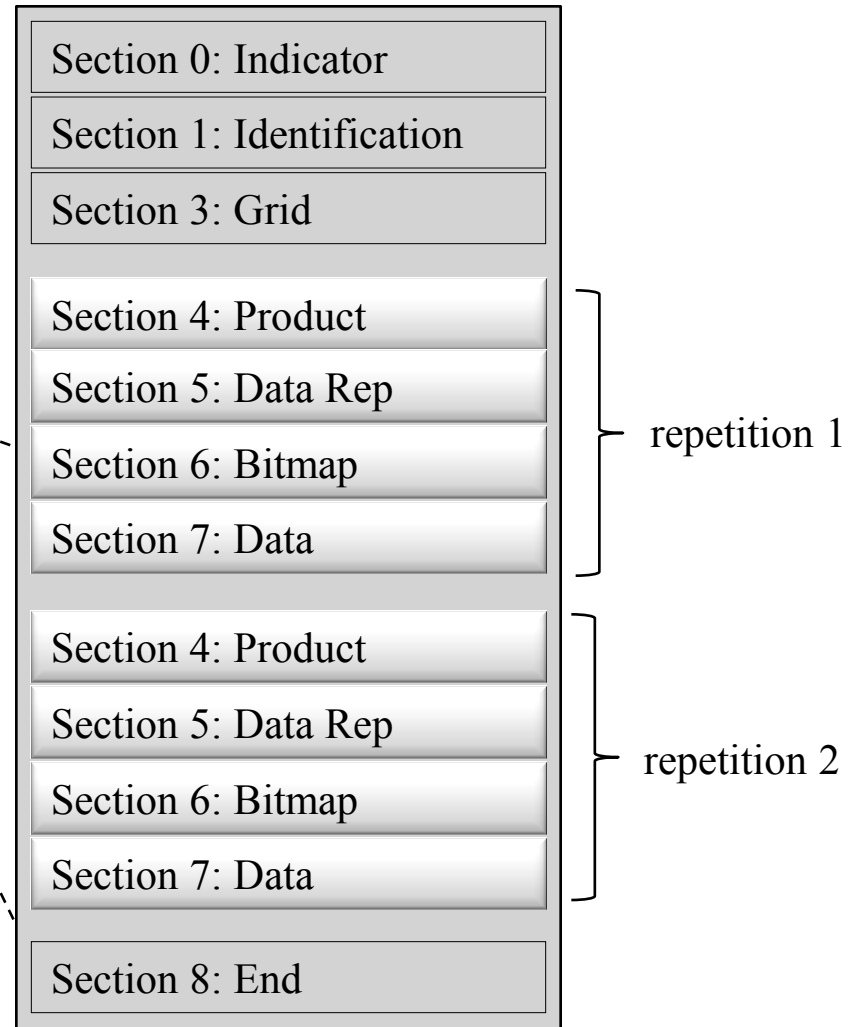 Section 0: Indicator
Section 1: Identification
Section 3: Grid
Section 4: Product
Section 5: Data Rep
Section 6: Bitmap
Section 7: Data
repetition 1
Section 4: Product
Section 5: Data Rep
Section 6: Bitmap
Section 7: Data
repetition 2
Section 8: End